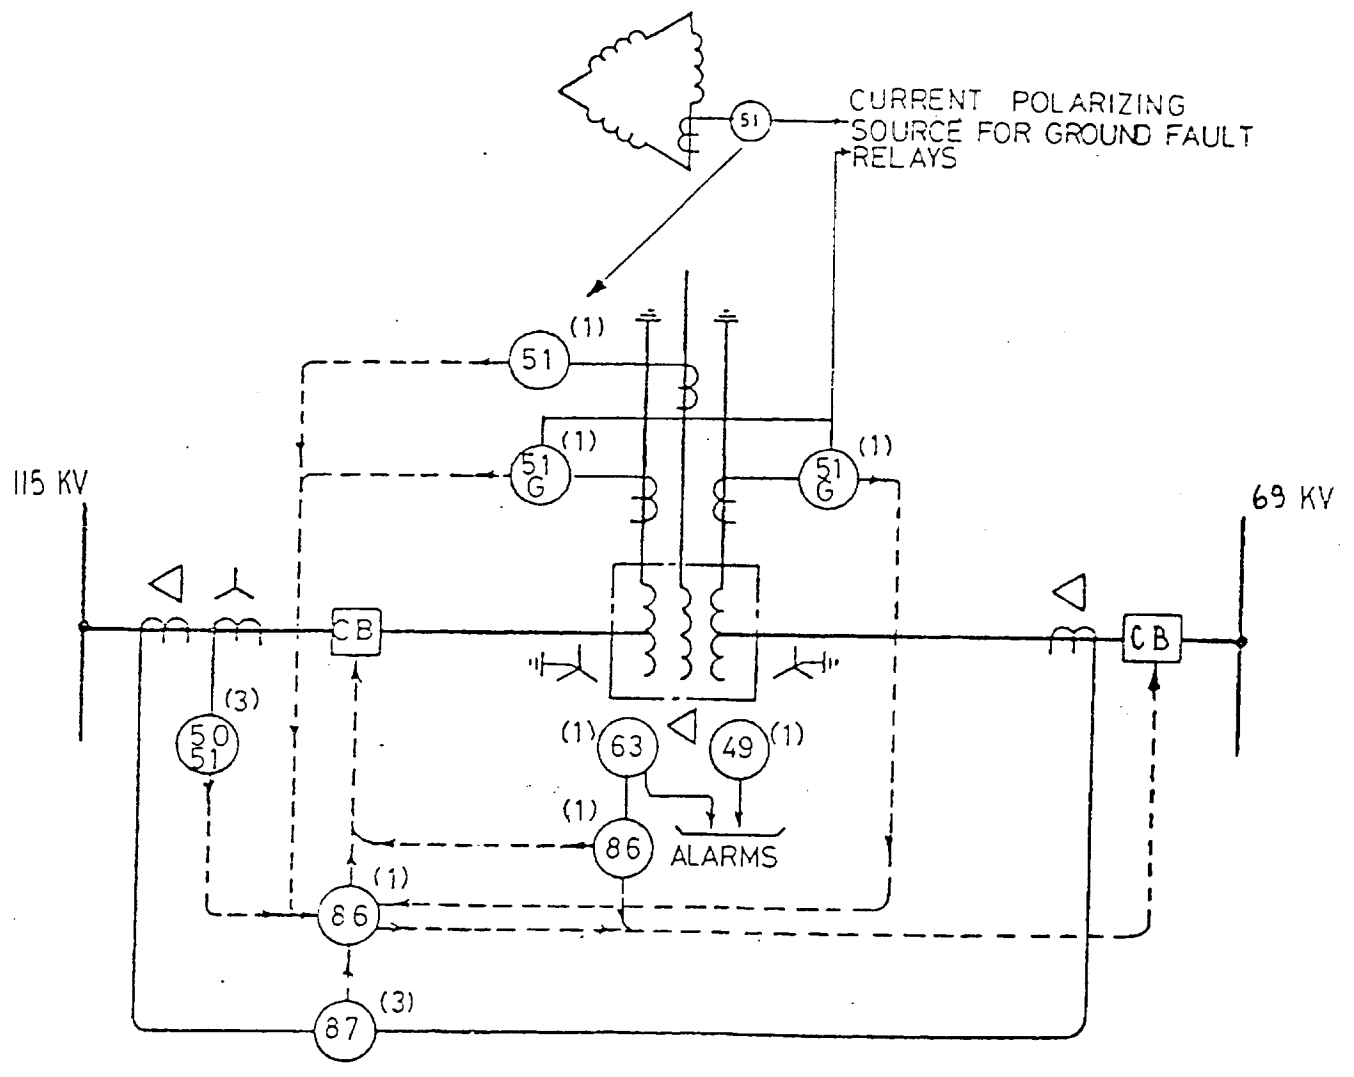 51
CURRENT POLARIZING
SOURCE FOR GROUND FAULT
RELAYS
(1)
51
(1)
51
G
(1)
51
G
115 KV
69 KV
CB
CB
(3)
50
51
(1)
63
49
(1)
(1)
86
ALARMS
(1)
86
(3)
87